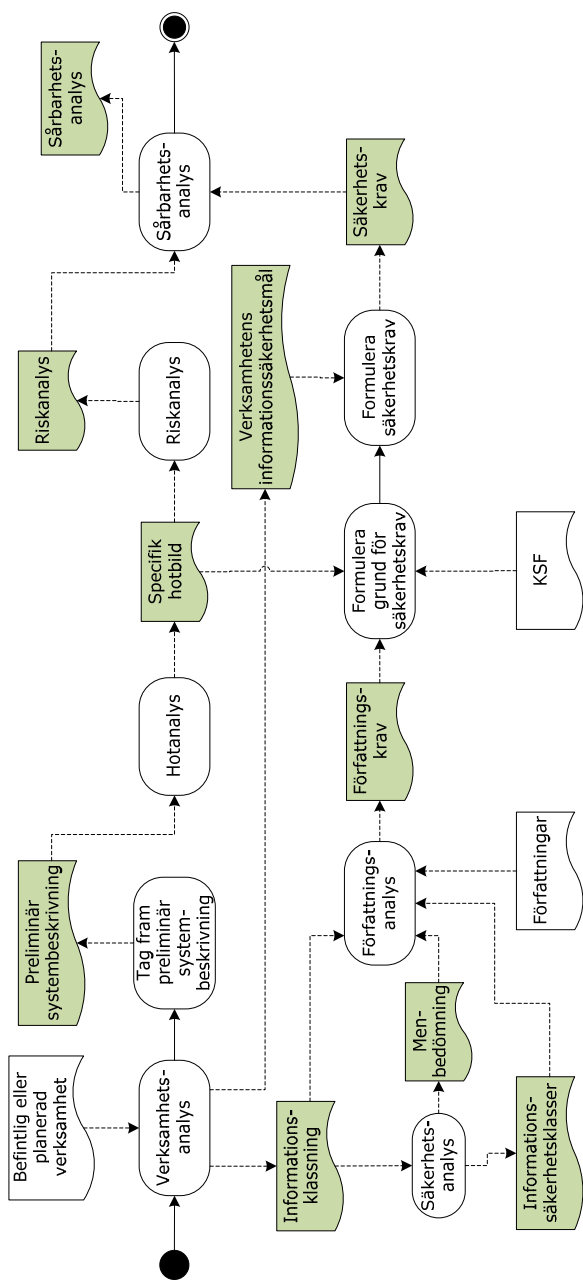 Befintlig eller
planerad
verksamhet
Preliminär
systembeskrivning
Riskanalys
Sårbarhets-
analys
Verksamhets-
analys
Tag fram
preliminär
system-
beskrivning
Hotanalys
Specifik
hotbild
Riskanalys
Sårbarhets-
analys
Verksamhetens
informationssäkerhetsmål
Informations-
klassning
Författnings-
analys
Författnings-
krav
Formulera
grund för
säkerhetskrav
Formulera
säkerhetskrav
Säkerhets-
krav
Säkerhets-
analys
Men-
bedömning
Informations-
säkerhetsklasser
Författningar
KSF